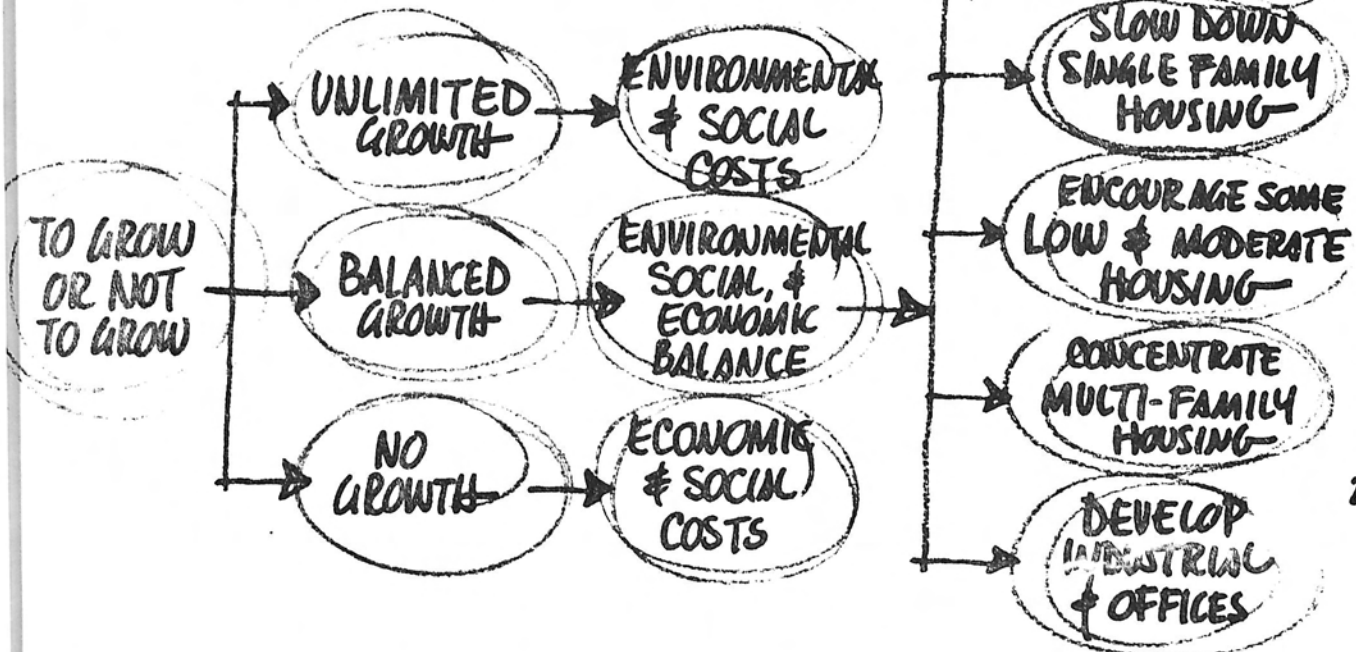 TO GROW
OR NOT
TO GROW
UNLIMITED
GROWTH
ENVIRONMENTAL
& SOCIAL
COSTS
BALANCED
GROWTH
ENVIRONMENTAL
SOCIAL, &
ECONOMIC
BALANCE
NO
GROWTH
ECONOMIC
& SOCIAL
COSTS
SLOW DOWN
SINGLE FAMILY
HOUSING
ENCOURAGE SOME
LOW & MODERATE
HOUSING
CONCENTRATE
MULTI-FAMILY
HOUSING
DEVELOP
INDUSTRIAL
& OFFICES